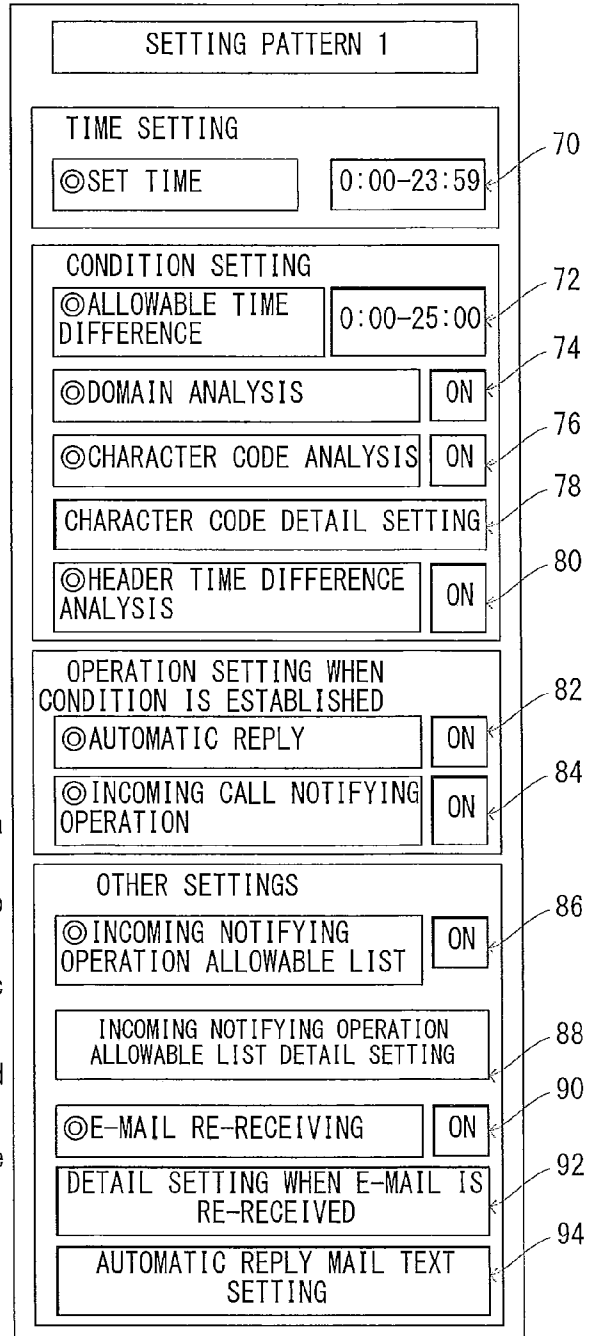 SETTING PATTERN 1
TIME SETTING
◎SET TIME
0:00-23:59
70
CONDITION SETTING
◎ALLOWABLE TIME
DIFFERENCE
0:00-25:00
72
◎DOMAIN ANALYSIS
ON
74
◎CHARACTER CODE ANALYSIS
ON
76
CHARACTER CODE DETAIL SETTING
78
◎HEADER TIME DIFFERENCE
ANALYSIS
ON
80
OPERATION SETTING WHEN
CONDITION IS ESTABLISHED
◎AUTOMATIC REPLY
ON
82
◎INCOMING CALL NOTIFYING
OPERATION
ON
84
OTHER SETTINGS
◎INCOMING NOTIFYING
OPERATION ALLOWABLE LIST
ON
86
INCOMING NOTIFYING OPERATION
ALLOWABLE LIST DETAIL SETTING
88
◎E-MAIL RE-RECEIVING
ON
90
DETAIL SETTING WHEN E-MAIL IS
RE-RECEIVED
92
AUTOMATIC REPLY MAIL TEXT
SETTING
94